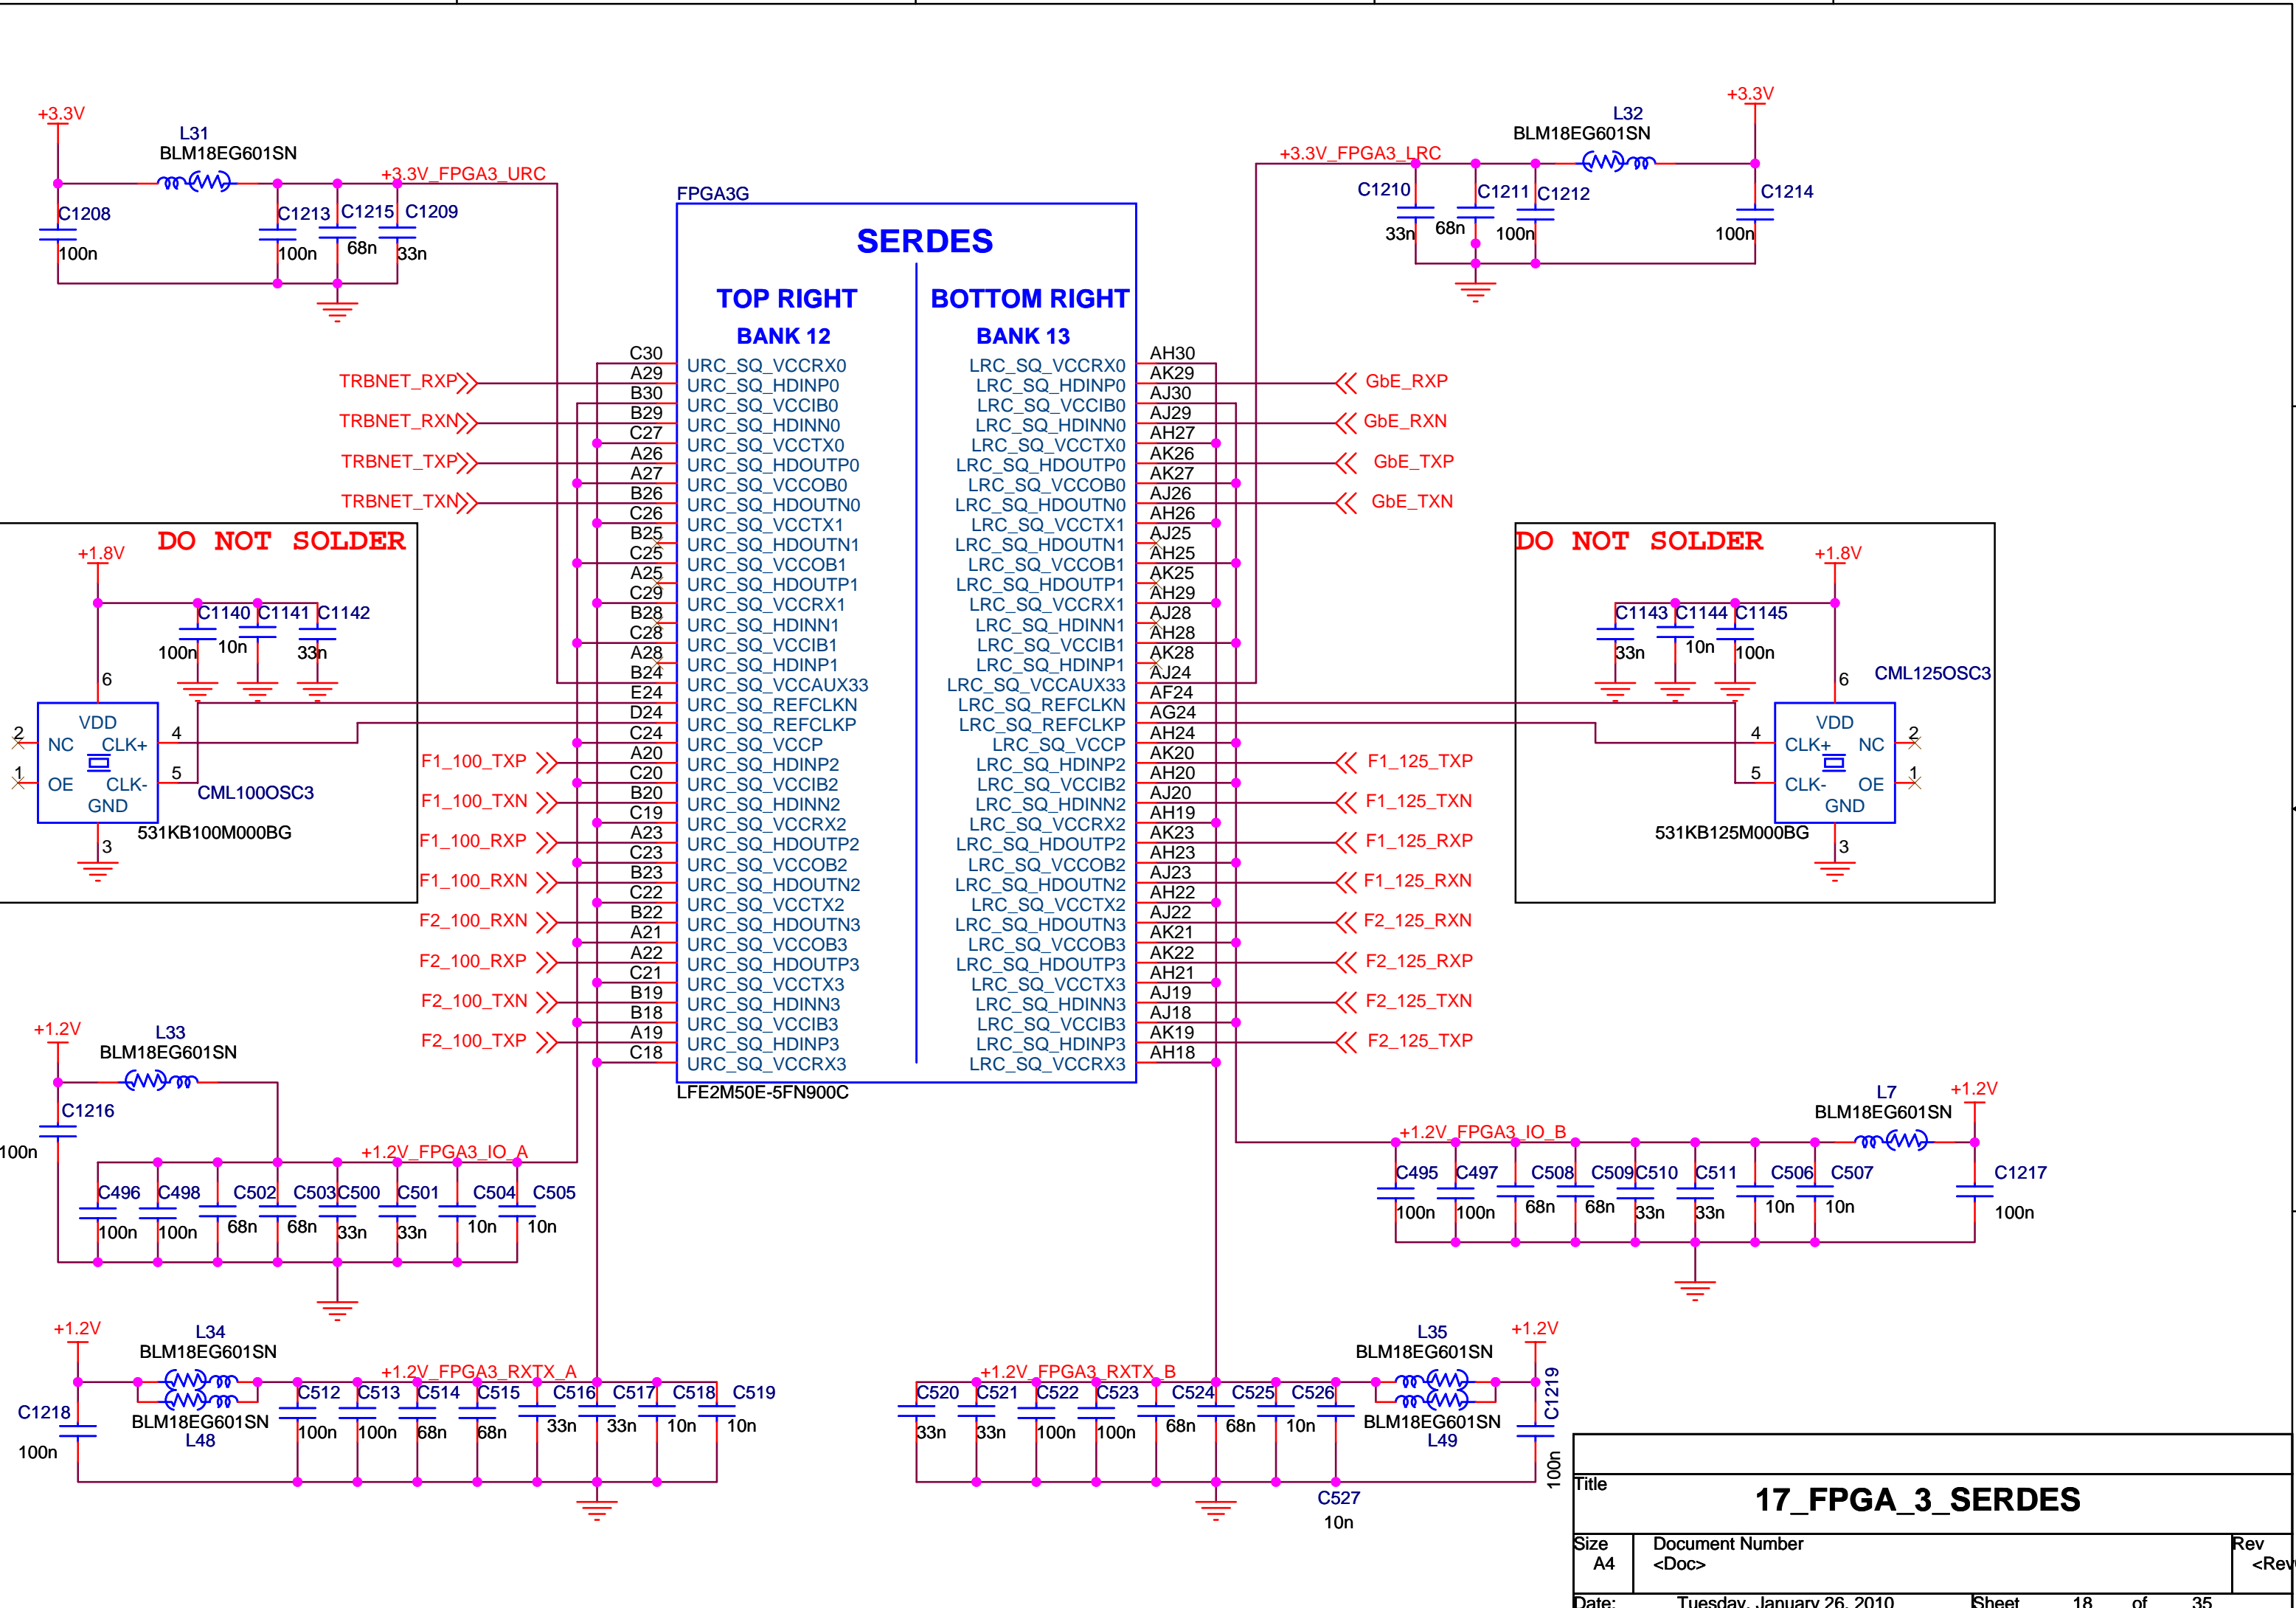 +3.3V
L31
BLM18EG601SN
+3.3V_FPGA3_URC
C1208
100n
C1213
100n
C1215
68n
C1209
33n
+3.3V
L32
BLM18EG601SN
+3.3V_FPGA3_LRC
C1210
33n
C1211
68n
C1212
100n
C1214
100n
FPGA3G
SERDES
TOP RIGHT
BANK 12
BOTTOM RIGHT
BANK 13
C30 URC_SQ_VCCRX0 LRC_SQ_VCCRX0 AH30
TRBNET_RXP A29 URC_SQ_HDINP0 LRC_SQ_HDINP0 AK29 GbE_RXP
B30 URC_SQ_VCCIB0 LRC_SQ_VCCIB0 AJ30
TRBNET_RXN B29 URC_SQ_HDINN0 LRC_SQ_HDINN0 AJ29 GbE_RXN
C27 URC_SQ_VCCTX0 LRC_SQ_VCCTX0 AH27
TRBNET_TXP A26 URC_SQ_HDOUTP0 LRC_SQ_HDOUTP0 AK26 GbE_TXP
A27 URC_SQ_VCCOB0 LRC_SQ_VCCOB0 AK27
TRBNET_TXN B26 URC_SQ_HDOUTN0 LRC_SQ_HDOUTN0 AJ26 GbE_TXN
C26 URC_SQ_VCCTX1 LRC_SQ_VCCTX1 AH26
B25 URC_SQ_HDOUTN1 LRC_SQ_HDOUTN1 AJ25
C25 URC_SQ_VCCOB1 LRC_SQ_VCCOB1 AH25
A25 URC_SQ_HDOUTP1 LRC_SQ_HDOUTP1 AK25
C29 URC_SQ_VCCRX1 LRC_SQ_VCCRX1 AH29
B28 URC_SQ_HDINN1 LRC_SQ_HDINN1 AJ28
C28 URC_SQ_VCCIB1 LRC_SQ_VCCIB1 AH28
A28 URC_SQ_HDINP1 LRC_SQ_HDINP1 AK28
B24 URC_SQ_VCCAUX33 LRC_SQ_VCCAUX33 AJ24
E24 URC_SQ_REFCLKN LRC_SQ_REFCLKN AF24
D24 URC_SQ_REFCLKP LRC_SQ_REFCLKP AG24
C24 URC_SQ_VCCP LRC_SQ_VCCP AH24
F1_100_TXP A20 URC_SQ_HDINP2 LRC_SQ_HDINP2 AK20 F1_125_TXP
C20 URC_SQ_VCCIB2 LRC_SQ_VCCIB2 AH20
F1_100_TXN B20 URC_SQ_HDINN2 LRC_SQ_HDINN2 AJ20 F1_125_TXN
C19 URC_SQ_VCCRX2 LRC_SQ_VCCRX2 AH19
F1_100_RXP A23 URC_SQ_HDOUTP2 LRC_SQ_HDOUTP2 AK23 F1_125_RXP
C23 URC_SQ_VCCOB2 LRC_SQ_VCCOB2 AH23
F1_100_RXN B23 URC_SQ_HDOUTN2 LRC_SQ_HDOUTN2 AJ23 F1_125_RXN
C22 URC_SQ_VCCTX2 LRC_SQ_VCCTX2 AH22
F2_100_RXN B22 URC_SQ_HDOUTN3 LRC_SQ_HDOUTN3 AJ22 F2_125_RXN
A21 URC_SQ_VCCOB3 LRC_SQ_VCCOB3 AK21
F2_100_RXP A22 URC_SQ_HDOUTP3 LRC_SQ_HDOUTP3 AK22 F2_125_RXP
C21 URC_SQ_VCCTX3 LRC_SQ_VCCTX3 AH21
F2_100_TXN B19 URC_SQ_HDINN3 LRC_SQ_HDINN3 AJ19 F2_125_TXN
B18 URC_SQ_VCCIB3 LRC_SQ_VCCIB3 AJ18
F2_100_TXP A19 URC_SQ_HDINP3 LRC_SQ_HDINP3 AK19 F2_125_TXP
C18 URC_SQ_VCCRX3 LRC_SQ_VCCRX3 AH18
LFE2M50E-5FN900C
DO NOT SOLDER
+1.8V
C1140 C1141 C1142
100n 10n 33n
6
VDD
2 NC CLK+ 4
1 OE CLK- 5
GND
3
CML100OSC3
531KB100M000BG
DO NOT SOLDER
+1.8V
C1143 C1144 C1145
33n 10n 100n
CML125OSC3
6
VDD
4 CLK+ NC 2
5 CLK- OE 1
GND
3
531KB125M000BG
+1.2V
L33
BLM18EG601SN
C1216
100n
+1.2V_FPGA3_IO_A
C496 C498 C502 C503 C500 C501 C504 C505
100n 100n 68n 68n 33n 33n 10n 10n
L7
+1.2V
BLM18EG601SN
+1.2V_FPGA3_IO_B
C495 C497 C508 C509 C510 C511 C506 C507 C1217
100n 100n 68n 68n 33n 33n 10n 10n 100n
+1.2V
L34
BLM18EG601SN
+1.2V_FPGA3_RXTX_A
BLM18EG601SN
L48
C1218
100n
C512 C513 C514 C515 C516 C517 C518 C519
100n 100n 68n 68n 33n 33n 10n 10n
L35
+1.2V
BLM18EG601SN
+1.2V_FPGA3_RXTX_B
BLM18EG601SN
L49
C520 C521 C522 C523 C524 C525 C526
33n 33n 100n 100n 68n 68n 10n
C527
10n
C1219
100n
Title
17_FPGA_3_SERDES
Size
A4
Document Number
<Doc>
Rev
<Rev
Date: Tuesday, January 26, 2010 Sheet 18 of 35